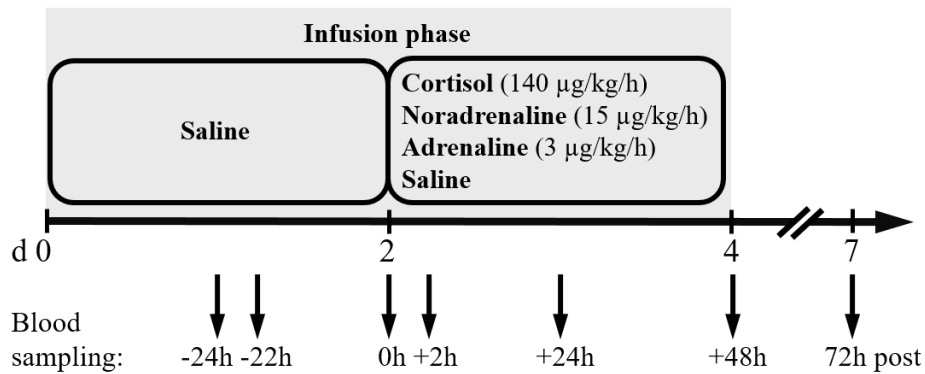 Infusion phase
Saline
Cortisol (140 µg/kg/h)
Noradrenaline (15 µg/kg/h)
Adrenaline (3 µg/kg/h)
Saline
d 0 2 4 7
Blood
sampling: -24h -22h 0h +2h +24h +48h 72h post